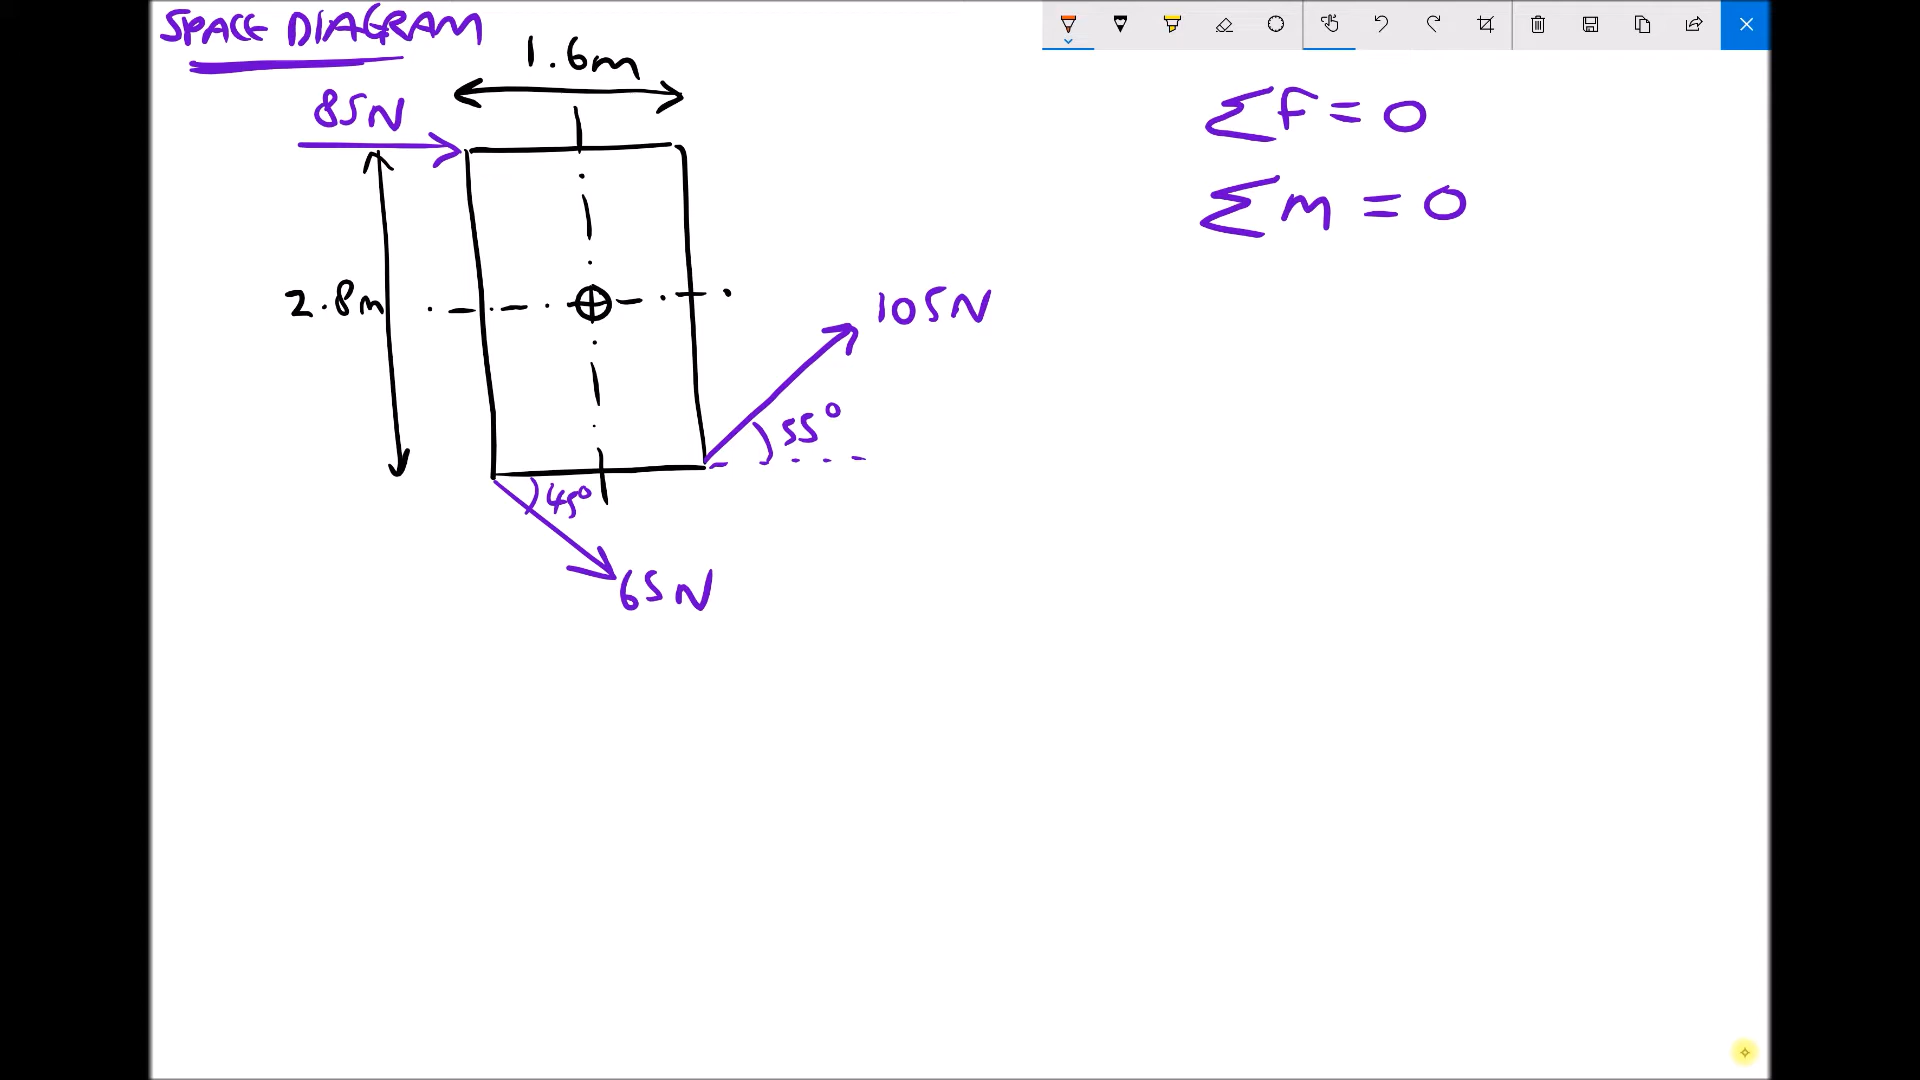 SPACE DIAGRAM
1.6m
85N
ΣF = 0
Σm = 0
2.8m
105N
55°
45°
65N